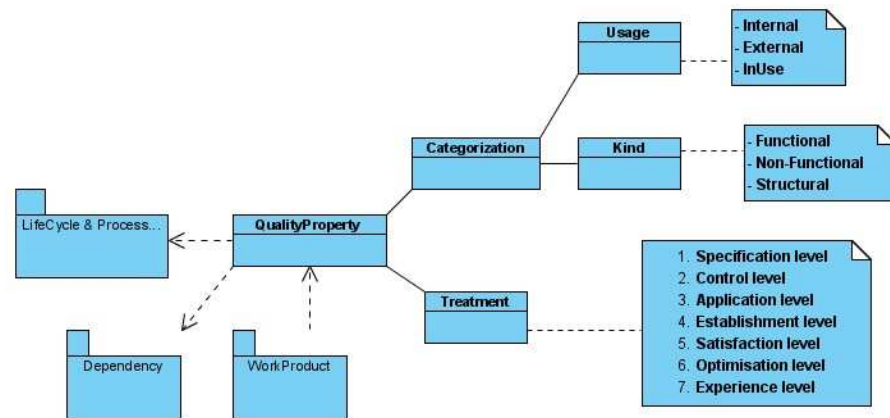 Usage
- Internal
- External
- InUse
Categorization
Kind
- Functional
- Non-Functional
- Structural
LifeCycle & Process...
QualityProperty
Treatment
1. Specification level
2. Control level
3. Application level
4. Establishment level
5. Satisfaction level
6. Optimisation level
7. Experience level
Dependency
WorkProduct